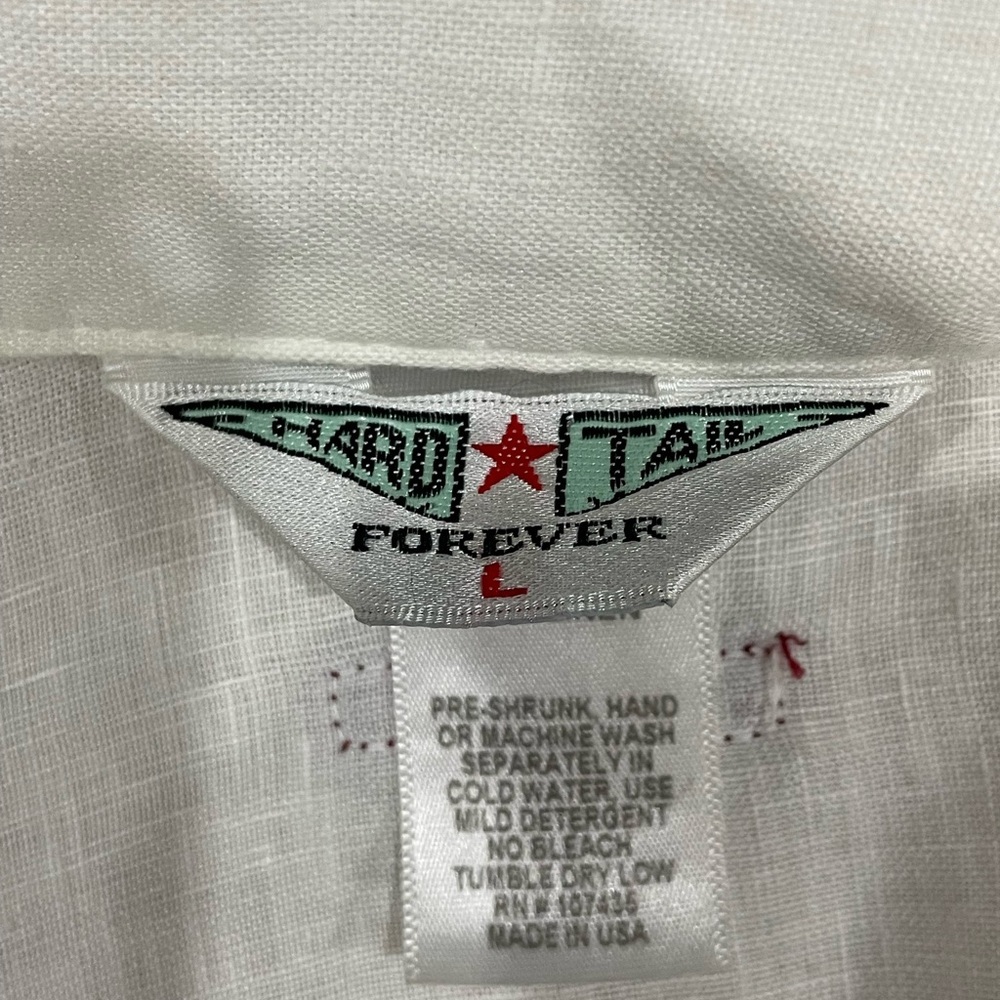 HARD TAIL
FOREVER
L
PRE-SHRUNK, HAND
OR MACHINE WASH
SEPARATELY IN
COLD WATER, USE
MILD DETERGENT
NO BLEACH
TUMBLE DRY LOW
RN # 107435
MADE IN USA